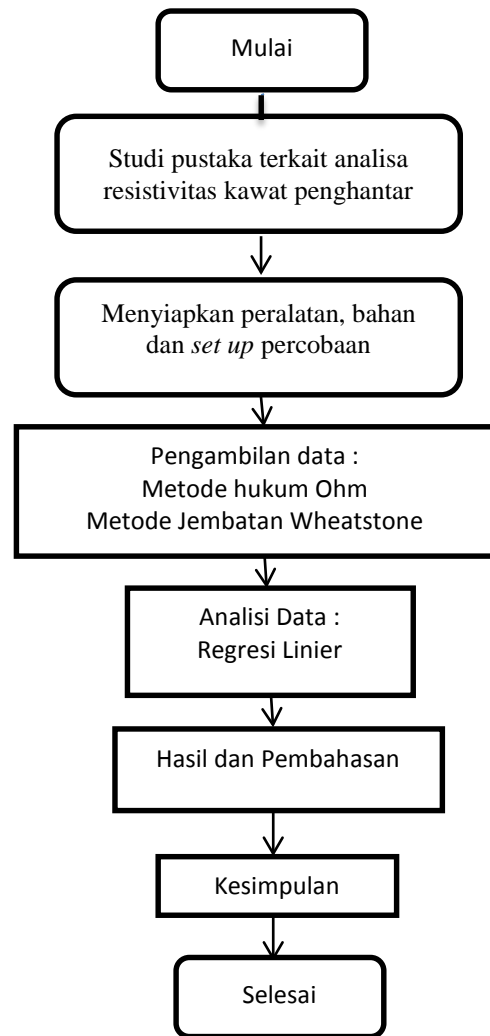 Mulai
Studi pustaka terkait analisa
resistivitas kawat penghantar
Menyiapkan peralatan, bahan
dan set up percobaan
Pengambilan data :
Metode hukum Ohm
Metode Jembatan Wheatstone
Analisi Data :
Regresi Linier
Hasil dan Pembahasan
Kesimpulan
Selesai